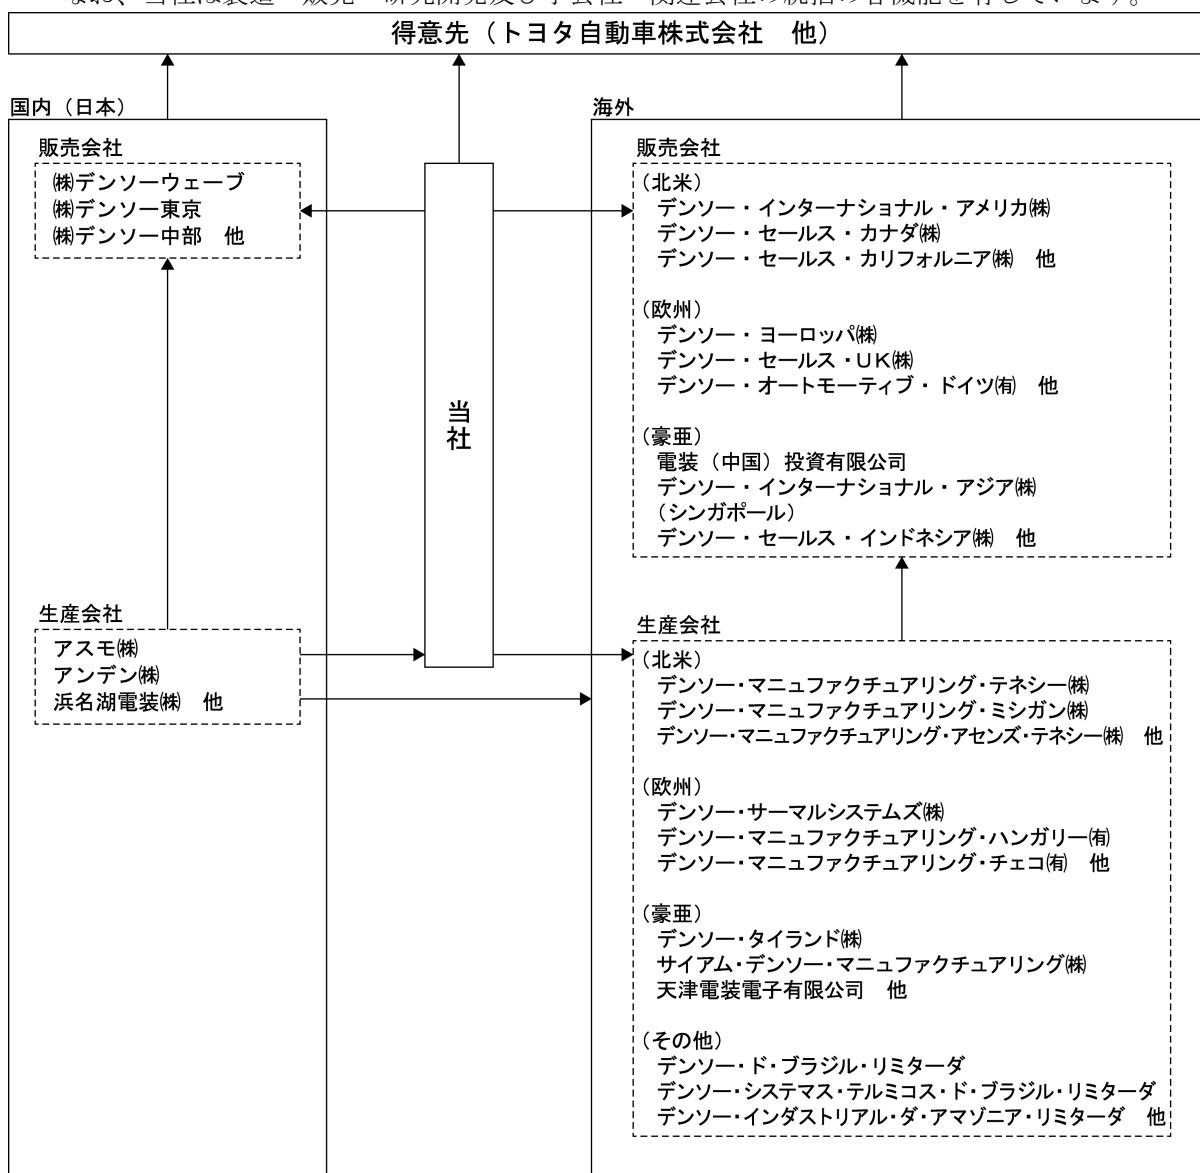 なお、当社は製造・販売・研究開発及び子会社・関連会社の統括の各機能を有しています。
得意先（トヨタ自動車株式会社　他）
国内（日本）
販売会社
㈱デンソーウェーブ
㈱デンソー東京
㈱デンソー中部　他
生産会社
アスモ㈱
アンデン㈱
浜名湖電装㈱　他
当社
海外
販売会社
（北米）
デンソー・インターナショナル・アメリカ㈱
デンソー・セールス・カナダ㈱
デンソー・セールス・カリフォルニア㈱　他
（欧州）
デンソー・ヨーロッパ㈱
デンソー・セールス・UK㈱
デンソー・オートモーティブ・ドイツ㈲　他
（豪亜）
電装（中国）投資有限公司
デンソー・インターナショナル・アジア㈱
（シンガポール）
デンソー・セールス・インドネシア㈱　他
生産会社
（北米）
デンソー・マニュファクチュアリング・テネシー㈱
デンソー・マニュファクチュアリング・ミシガン㈱
デンソー・マニュファクチュアリング・アセンズ・テネシー㈱　他
（欧州）
デンソー・サーマルシステムズ㈱
デンソー・マニュファクチュアリング・ハンガリー㈲
デンソー・マニュファクチュアリング・チェコ㈲　他
（豪亜）
デンソー・タイランド㈱
サイアム・デンソー・マニュファクチュアリング㈱
天津電装電子有限公司　他
（その他）
デンソー・ド・ブラジル・リミターダ
デンソー・システマス・テルミコス・ド・ブラジル・リミターダ
デンソー・インダストリアル・ダ・アマゾニア・リミターダ　他